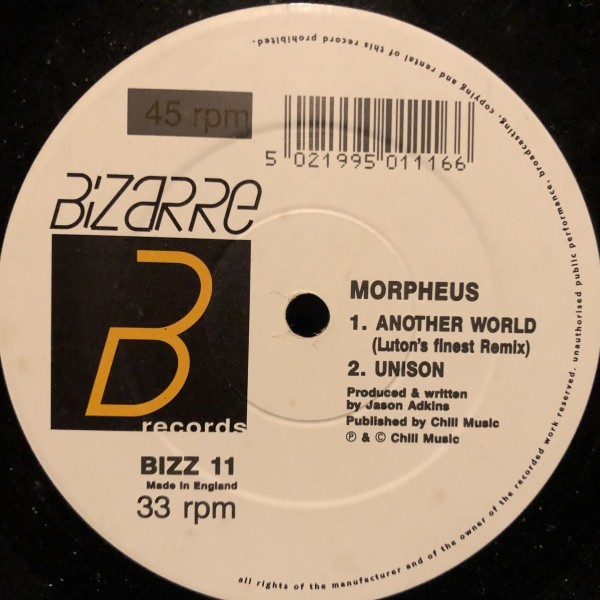 45 rpm
5 021995 011166
BiZARRe
B
records
BIZZ 11
Made in England
33 rpm
MORPHEUS
1. ANOTHER WORLD
(Luton's finest Remix)
2. UNISON
Produced & written
by Jason Adkins
Published by Chill Music
℗ & © Chill Music
all rights of the manufacturer and of the owner of the recorded work reserved. unauthorised public performance, broadcasting, copying and rental of this record prohibited.